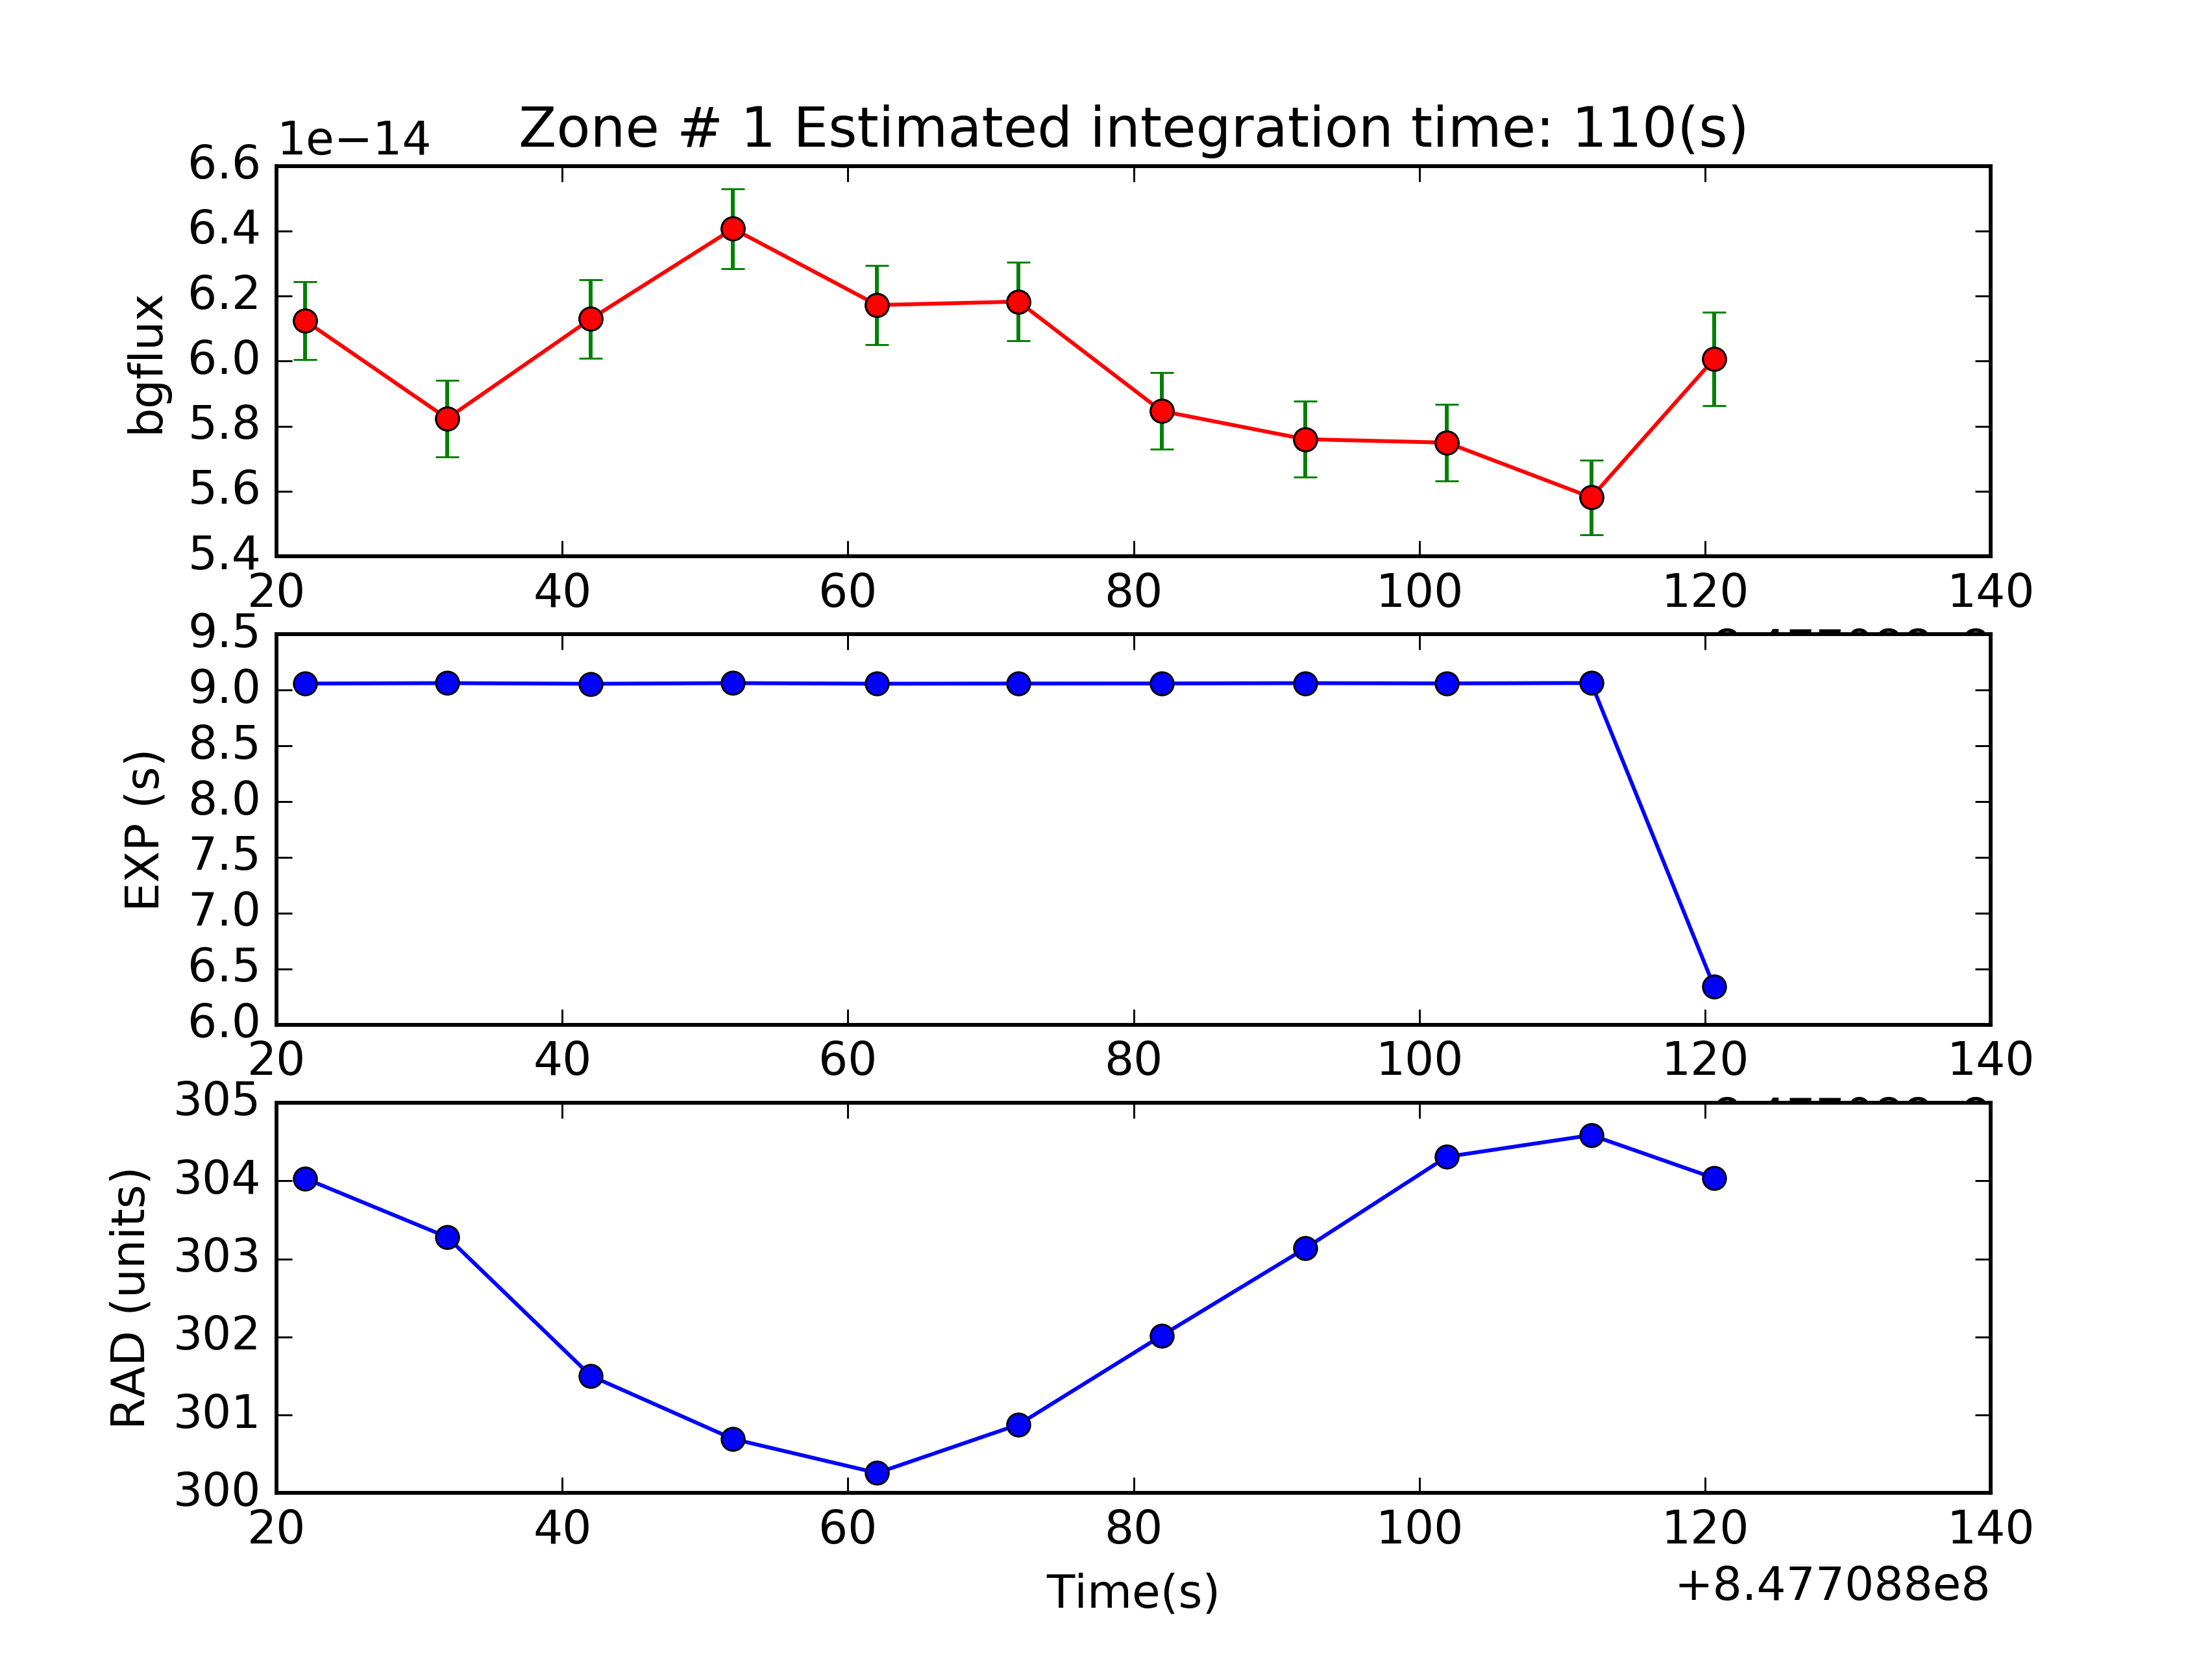 Zone # 1 Estimated integration time: 110(s)
1e−14
6.6
6.4
6.2
6.0
5.8
5.6
5.4
bgflux
20 40 60 80 100 120 140
9.5
9.0
8.5
8.0
7.5
7.0
6.5
6.0
EXP (s)
20 40 60 80 100 120 140
305
304
303
302
301
300
RAD (units)
20 40 60 80 100 120 140
Time(s)
+8.477088e8